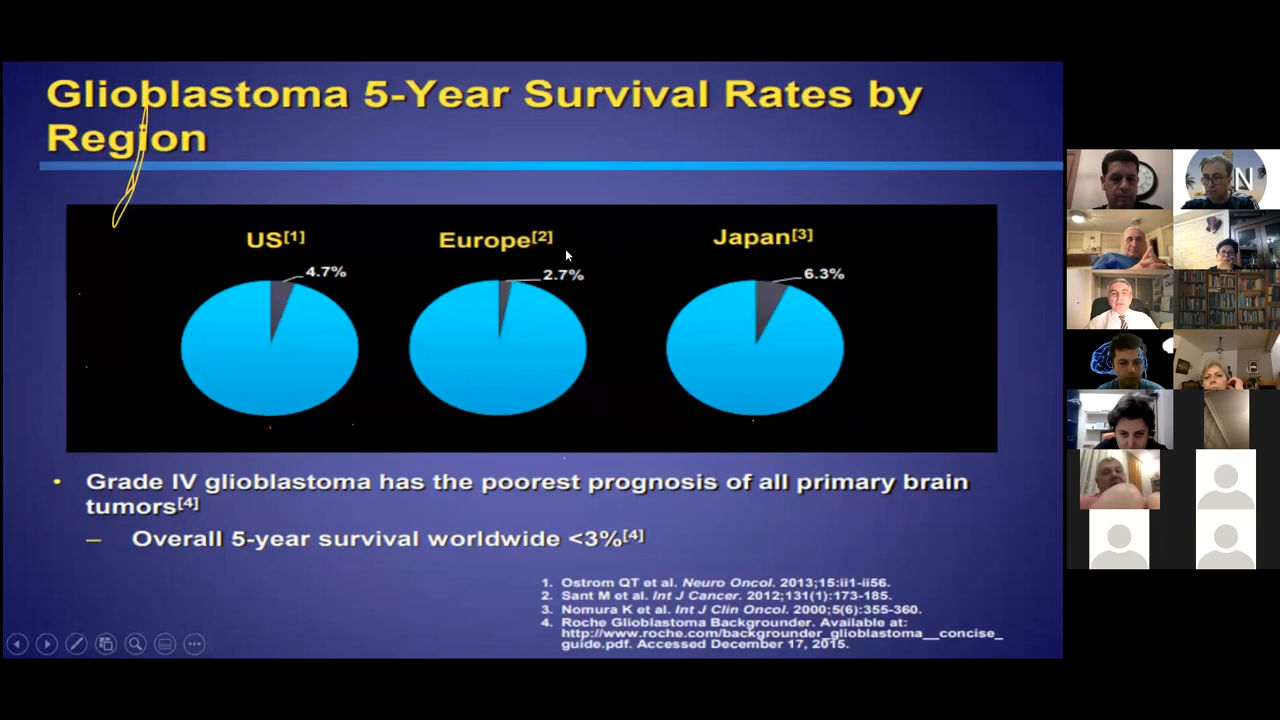 Glioblastoma 5-Year Survival Rates by
Region
US[1]
Europe[2]
Japan[3]
4.7%
2.7%
6.3%
• Grade IV glioblastoma has the poorest prognosis of all primary brain
tumors[4]
– Overall 5-year survival worldwide <3%[4]
1. Ostrom QT et al. Neuro Oncol. 2013;15:ii1-ii56.
2. Sant M et al. Int J Cancer. 2012;131(1):173-185.
3. Nomura K et al. Int J Clin Oncol. 2000;5(6):355-360.
4. Roche Glioblastoma Backgrounder. Available at:
http://www.roche.com/backgrounder_glioblastoma__concise_
guide.pdf. Accessed December 17, 2015.
N